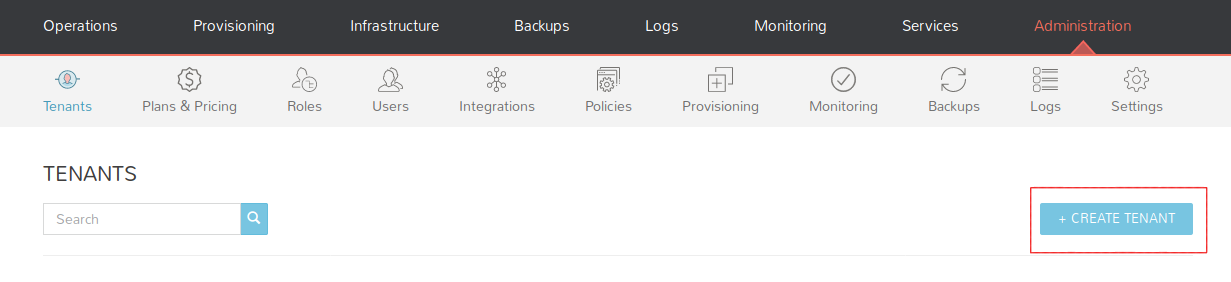 Operations Provisioning Infrastructure Backups Logs Monitoring Services Administration
Tenants Plans & Pricing Roles Users Integrations Policies Provisioning Monitoring Backups Logs Settings
TENANTS
Search + CREATE TENANT